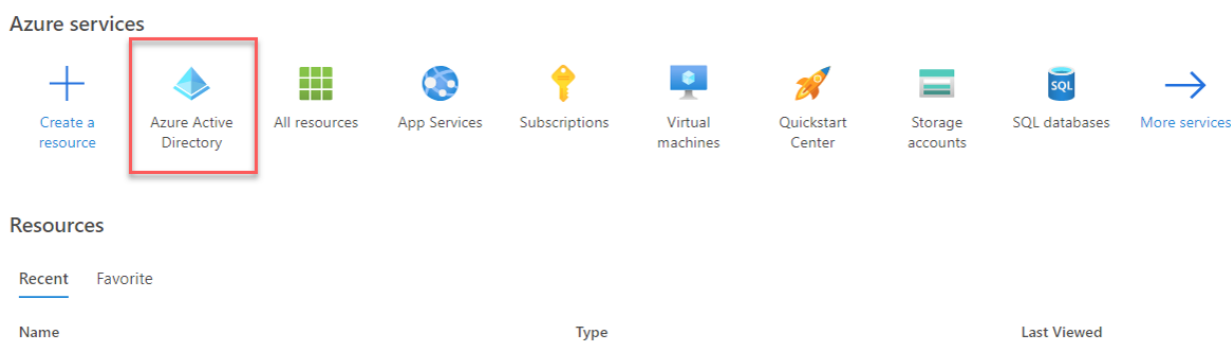 Azure services
Create a
resource
Azure Active
Directory
All resources
App Services
Subscriptions
Virtual
machines
Quickstart
Center
Storage
accounts
SQL
SQL databases
More services
Resources
Recent Favorite
Name Type Last Viewed